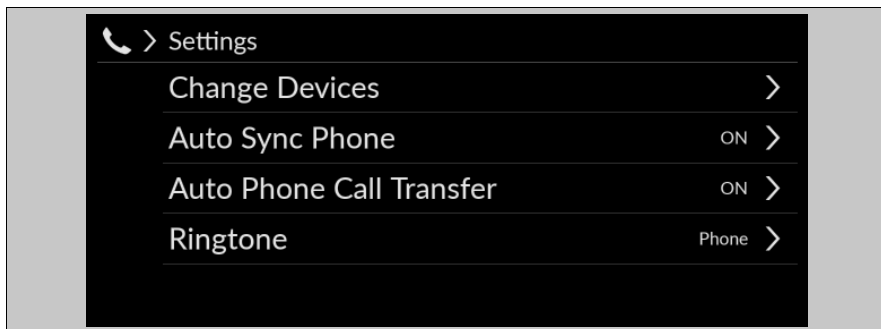 Settings
Change Devices
Auto Sync Phone ON
Auto Phone Call Transfer ON
Ringtone Phone